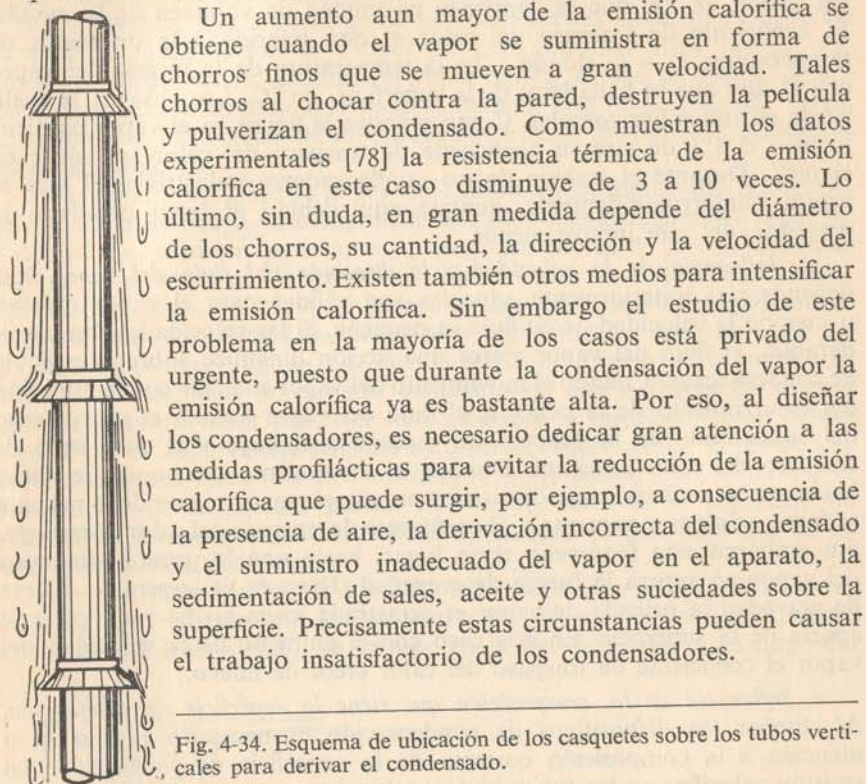 Un aumento aun mayor de la emisión calorífica se
obtiene cuando el vapor se suministra en forma de
chorros finos que se mueven a gran velocidad. Tales
chorros al chocar contra la pared, destruyen la película
y pulverizan el condensado. Como muestran los datos
experimentales [78] la resistencia térmica de la emisión
calorífica en este caso disminuye de 3 a 10 veces. Lo
último, sin duda, en gran medida depende del diámetro
de los chorros, su cantidad, la dirección y la velocidad del
escurrimiento. Existen también otros medios para intensificar
la emisión calorífica. Sin embargo el estudio de este
problema en la mayoría de los casos está privado del
urgente, puesto que durante la condensación del vapor la
emisión calorífica ya es bastante alta. Por eso, al diseñar
los condensadores, es necesario dedicar gran atención a las
medidas profilácticas para evitar la reducción de la emisión
calorífica que puede surgir, por ejemplo, a consecuencia de
la presencia de aire, la derivación incorrecta del condensado
y el suministro inadecuado del vapor en el aparato, la
sedimentación de sales, aceite y otras suciedades sobre la
superficie. Precisamente estas circunstancias pueden causar
el trabajo insatisfactorio de los condensadores.
Fig. 4-34. Esquema de ubicación de los casquetes sobre los tubos verti-
cales para derivar el condensado.